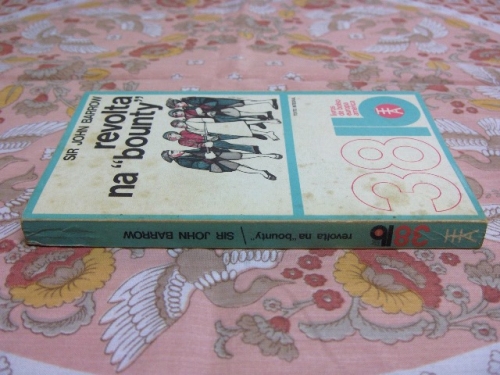 SIR JOHN BARROW
revolta
na "bounty"
38
SIR JOHN BARROW | revolta na "bounty"
38